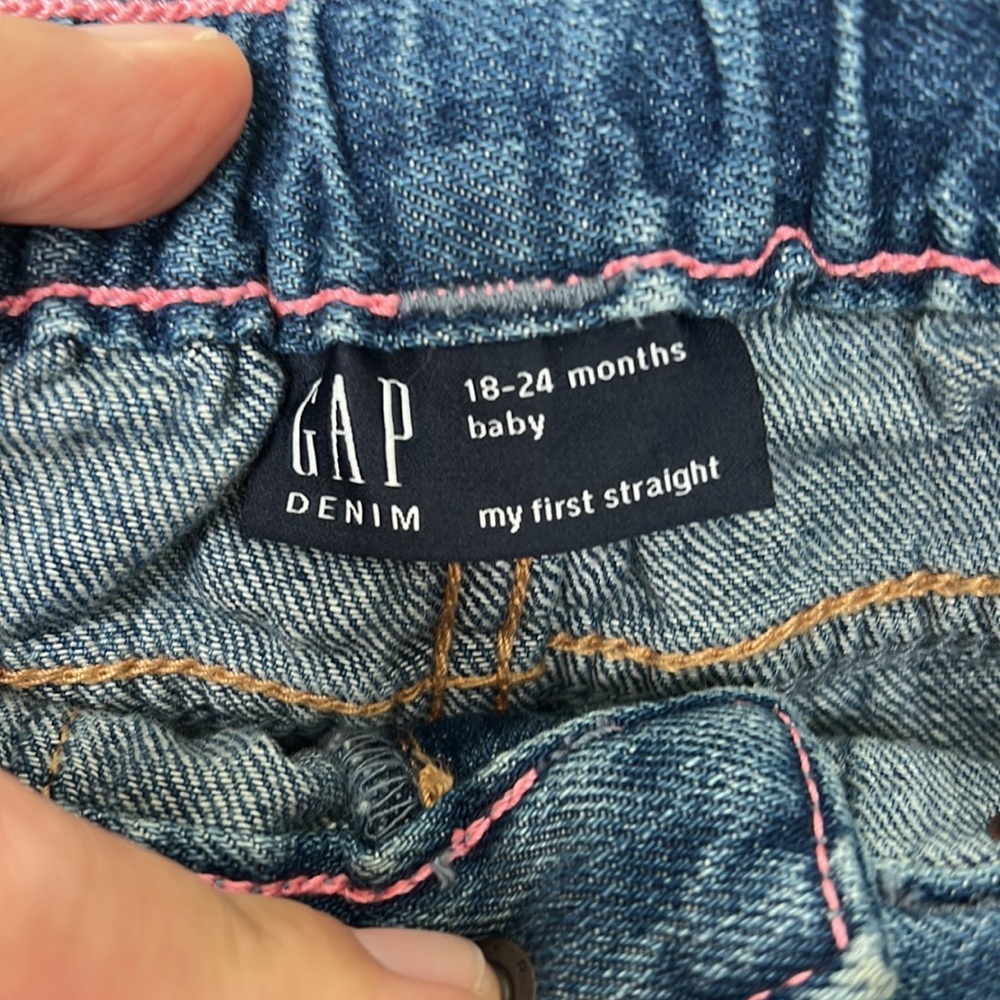 GAP
DENIM
18-24 months
baby
my first straight